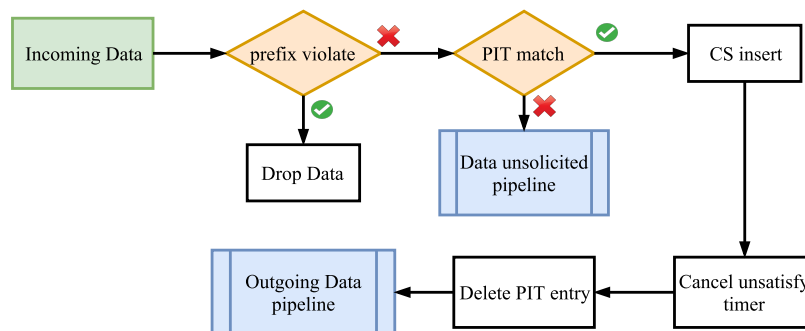 Incoming Data
prefix violate
PIT match
CS insert
Drop Data
Data unsolicited
pipeline
Outgoing Data
pipeline
Delete PIT entry
Cancel unsatisfy
timer